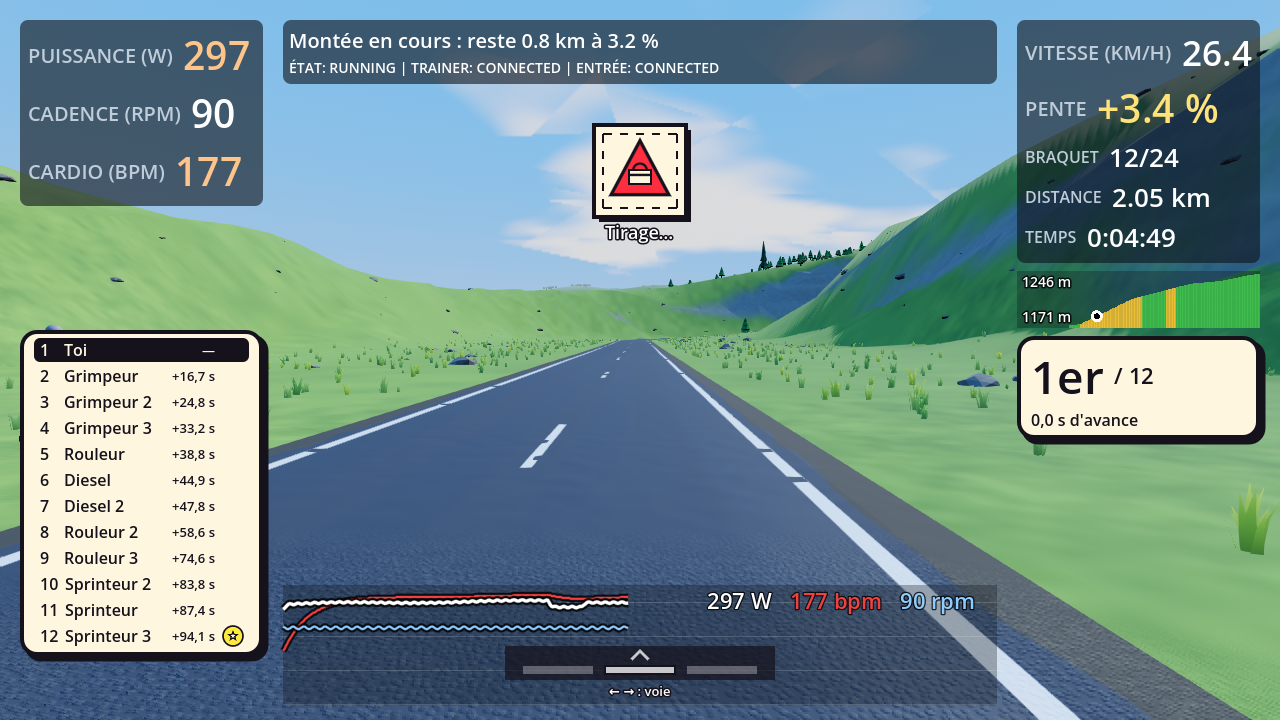 PUISSANCE (W) 297
CADENCE (RPM) 90
CARDIO (BPM) 177
Montée en cours : reste 0.8 km à 3.2 %
ÉTAT: RUNNING | TRAINER: CONNECTED | ENTRÉE: CONNECTED
VITESSE (KM/H) 26.4
PENTE +3.4 %
BRAQUET 12/24
DISTANCE 2.05 km
TEMPS 0:04:49
Tirage...
1246 m
1171 m
1er / 12
0,0 s d'avance
1 Toi —
2 Grimpeur +16,7 s
3 Grimpeur 2 +24,8 s
4 Grimpeur 3 +33,2 s
5 Rouleur +38,8 s
6 Diesel +44,9 s
7 Diesel 2 +47,8 s
8 Rouleur 2 +58,6 s
9 Rouleur 3 +74,6 s
10 Sprinteur 2 +83,8 s
11 Sprinteur +87,4 s
12 Sprinteur 3 +94,1 s
297 W 177 bpm 90 rpm
← → : voie